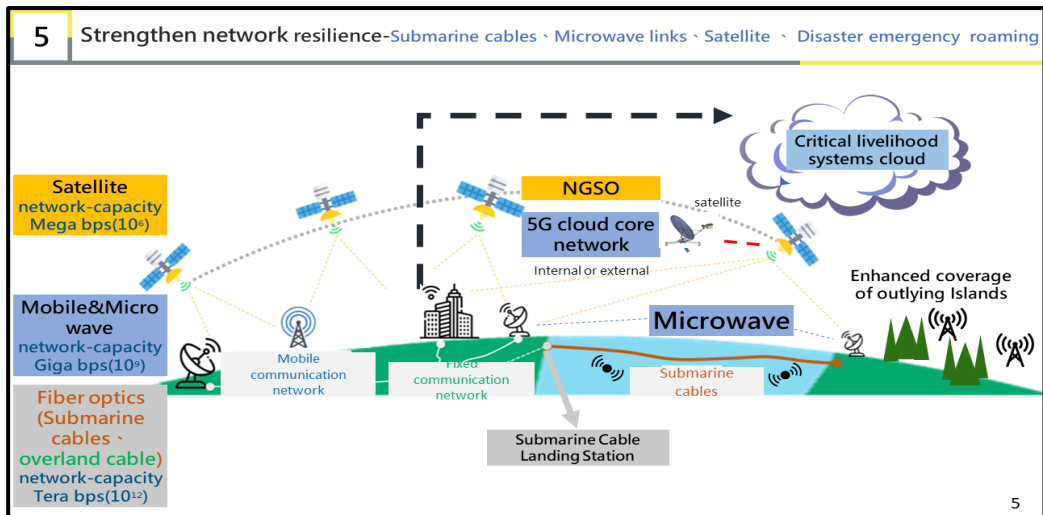 5
Strengthen network resilience-Submarine cables、Microwave links、Satellite 、 Disaster emergency roaming
Critical livelihood
systems cloud
Satellite
network-capacity
Mega bps(10⁶)
NGSO
5G cloud core
network
satellite
Internal or external
Enhanced coverage
of outlying Islands
Mobile&Micro
wave
network-capacity
Giga bps(10⁹)
Microwave
Mobile
communication
network
Fixed
communication
network
Submarine
cables
Fiber optics
(Submarine
cables、
overland cable)
network-capacity
Tera bps(10¹²)
Submarine Cable
Landing Station
5